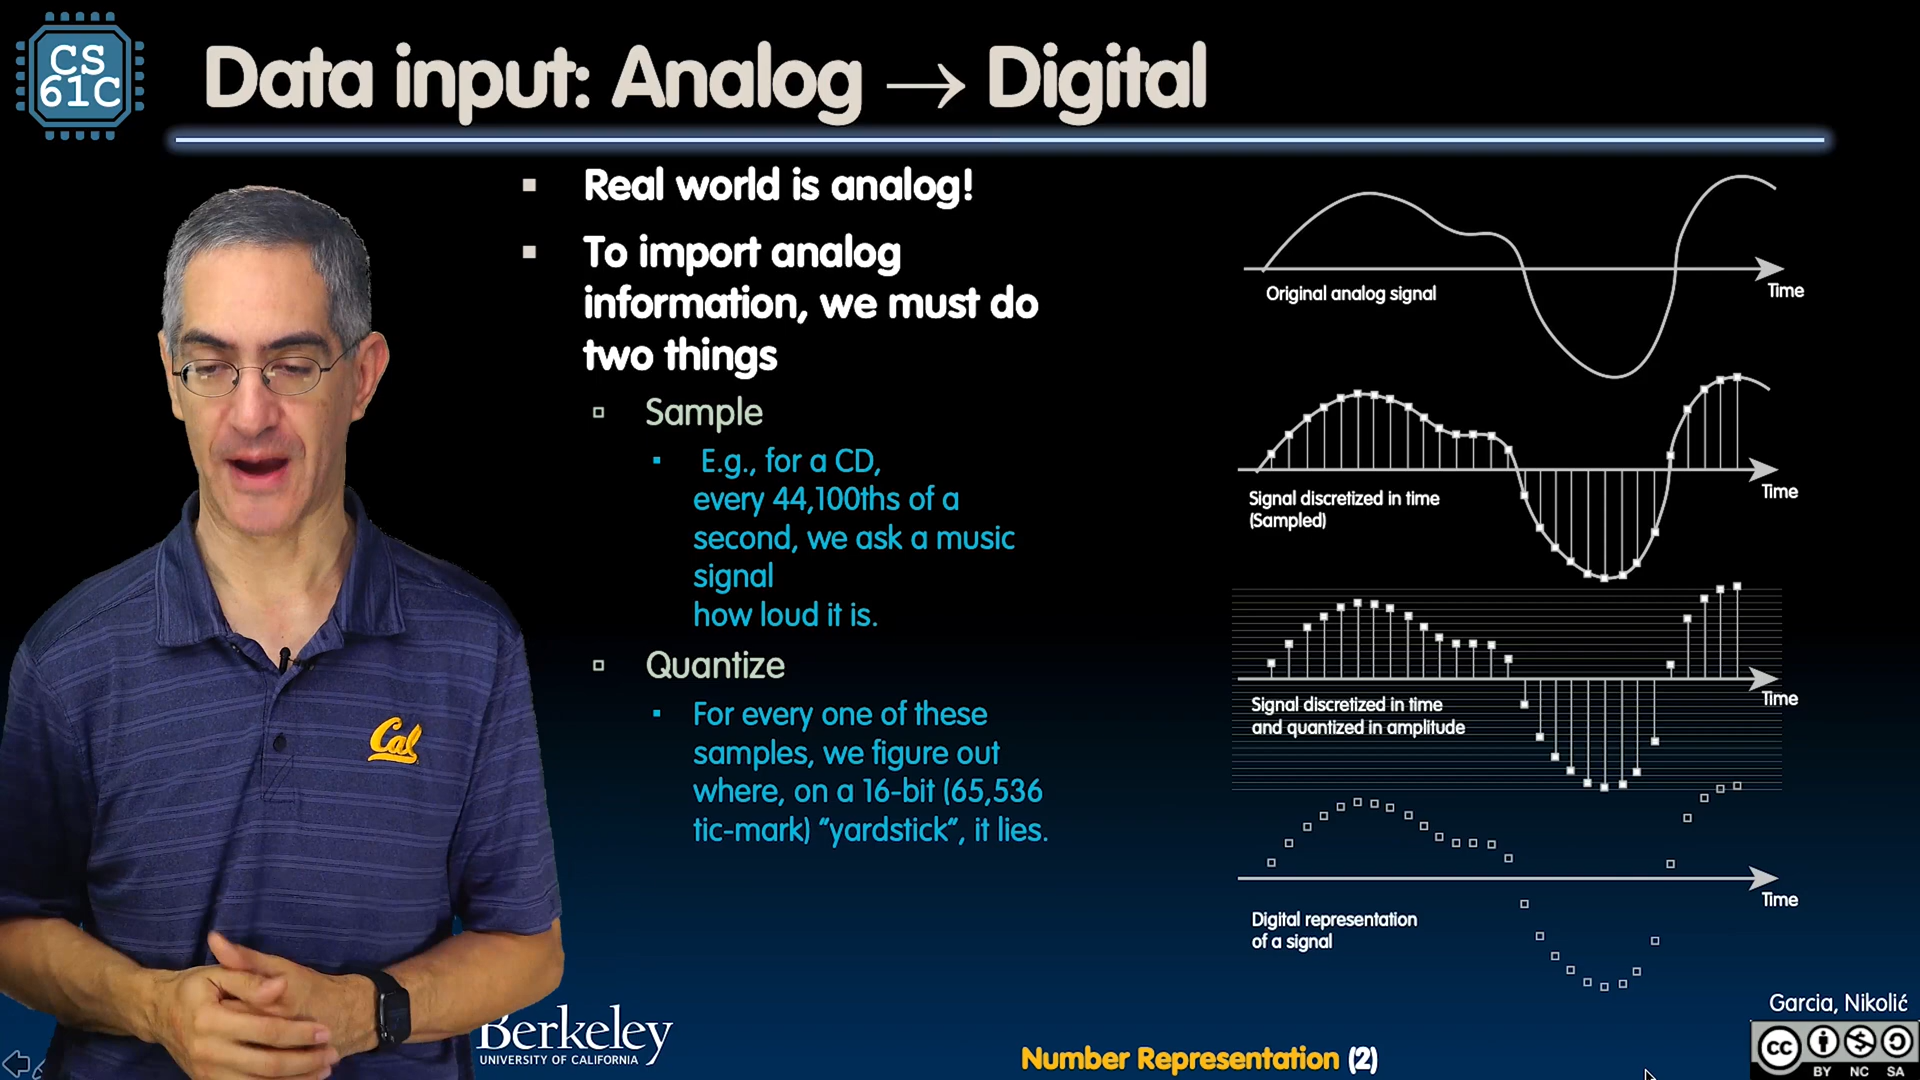 CS
61C
Data input: Analog → Digital
Real world is analog!
To import analog
information, we must do
two things
Sample
E.g., for a CD,
every 44,100ths of a
second, we ask a music
signal
how loud it is.
Quantize
For every one of these
samples, we figure out
where, on a 16-bit (65,536
tic-mark) “yardstick”, it lies.
Time
Original analog signal
Time
Signal discretized in time
(Sampled)
Time
Signal discretized in time
and quantized in amplitude
Time
Digital representation
of a signal
Cal
Berkeley
UNIVERSITY OF CALIFORNIA
Number Representation (2)
Garcia, Nikolić
cc
BY NC SA